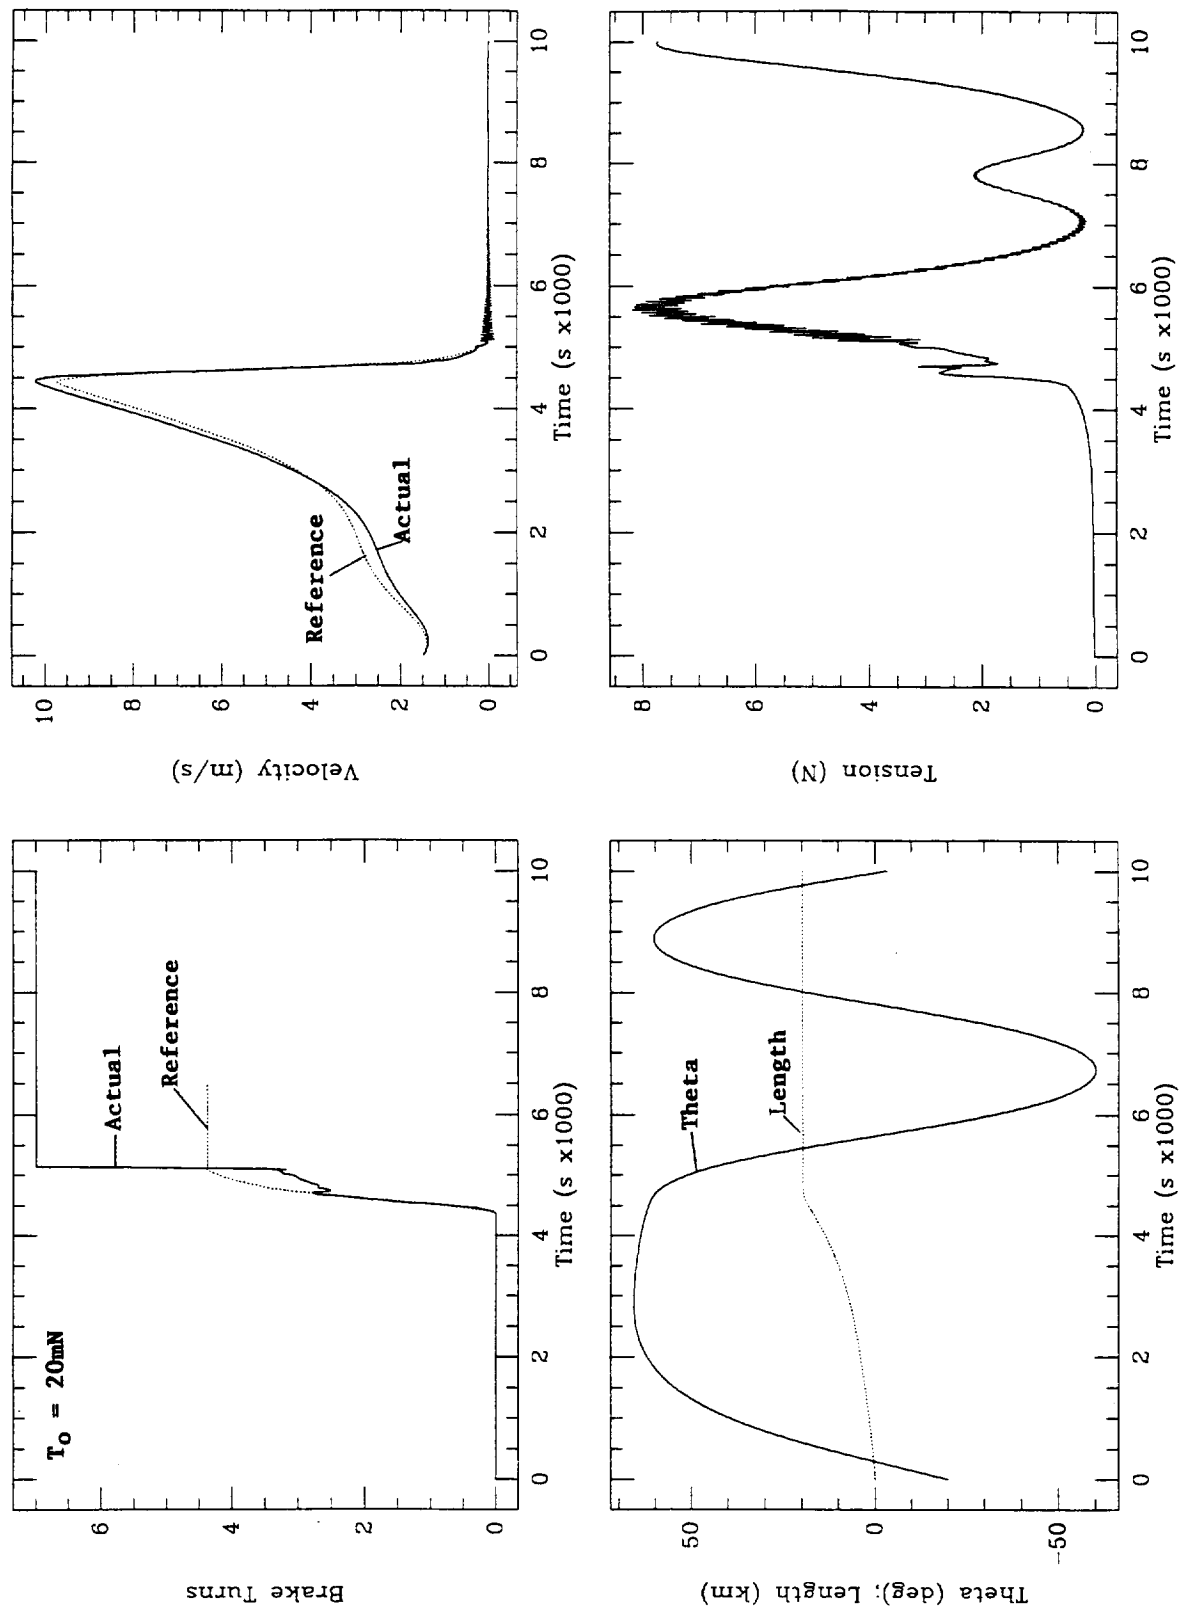 T₀ = 20mN
Actual
Reference
Brake Turns
0
2
4
6
0
2
4
6
8
10
Time (s x1000)
Reference
Actual
Velocity (m/s)
0
2
4
6
8
10
0
2
4
6
8
10
Time (s x1000)
Theta
Length
Theta (deg); Length (km)
-50
0
50
0
2
4
6
8
10
Time (s x1000)
Tension (N)
0
2
4
6
8
0
2
4
6
8
10
Time (s x1000)